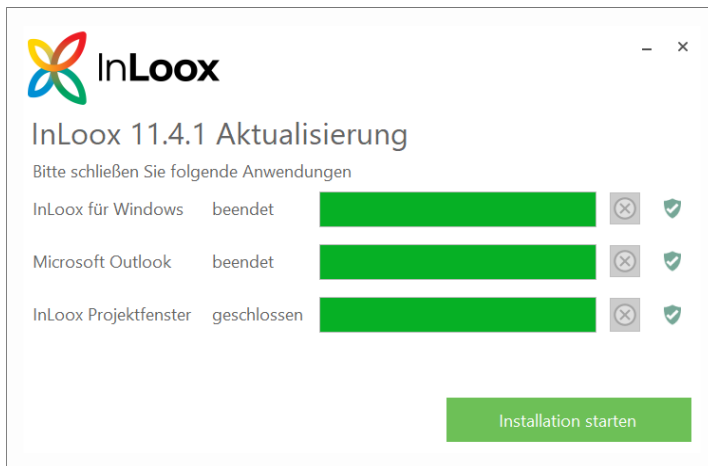 InLoox
InLoox 11.4.1 Aktualisierung
Bitte schließen Sie folgende Anwendungen
InLoox für Windows beendet
Microsoft Outlook beendet
InLoox Projektfenster geschlossen
Installation starten